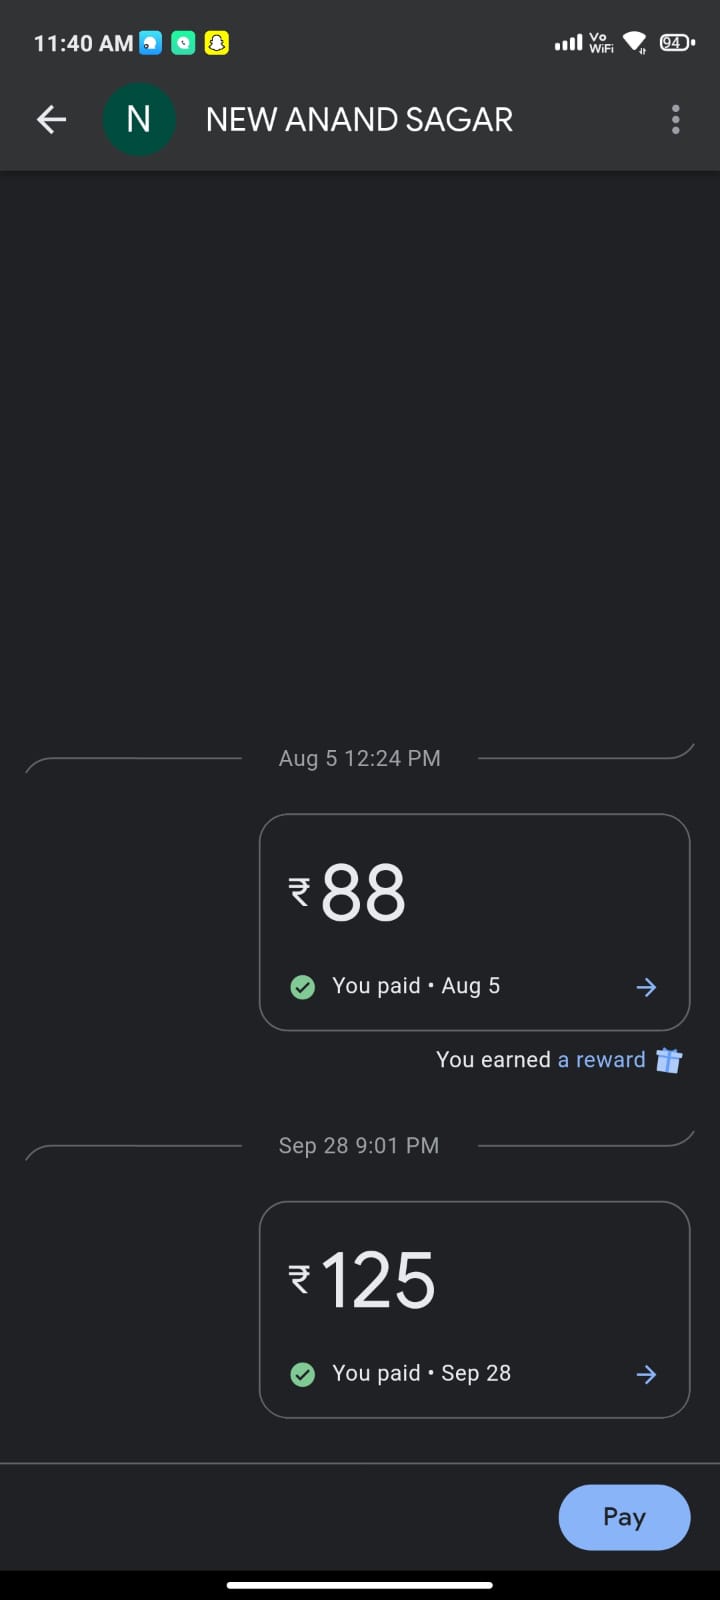 11:40 AM
Vo
WiFi
94
N
NEW ANAND SAGAR
Aug 5 12:24 PM
₹88
You paid • Aug 5
You earned a reward
Sep 28 9:01 PM
₹125
You paid • Sep 28
Pay